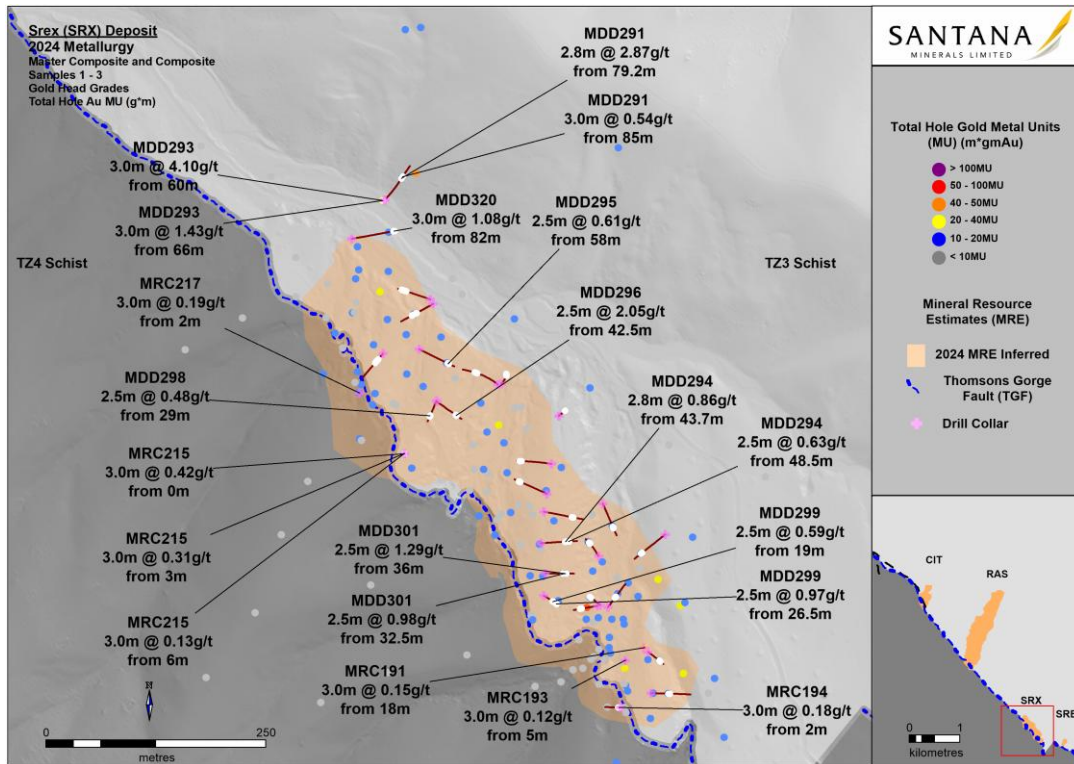 Srex (SRX) Deposit
2024 Metallurgy
Master Composite and Composite
Samples 1 - 3
Gold Head Grades
Total Hole Au MU (g*m)
MDD291
2.8m @ 2.87g/t
from 79.2m
MDD291
3.0m @ 0.54g/t
from 85m
MDD293
3.0m @ 4.10g/t
from 60m
MDD293
3.0m @ 1.43g/t
from 66m
MDD320
3.0m @ 1.08g/t
from 82m
MDD295
2.5m @ 0.61g/t
from 58m
TZ4 Schist
TZ3 Schist
MRC217
3.0m @ 0.19g/t
from 2m
MDD296
2.5m @ 2.05g/t
from 42.5m
MDD298
2.5m @ 0.48g/t
from 29m
MDD294
2.8m @ 0.86g/t
from 43.7m
MDD294
2.5m @ 0.63g/t
from 48.5m
MRC215
3.0m @ 0.42g/t
from 0m
MRC215
3.0m @ 0.31g/t
from 3m
MRC215
3.0m @ 0.13g/t
from 6m
MDD301
2.5m @ 1.29g/t
from 36m
MDD301
2.5m @ 0.98g/t
from 32.5m
MDD299
2.5m @ 0.59g/t
from 19m
MDD299
2.5m @ 0.97g/t
from 26.5m
MRC191
3.0m @ 0.15g/t
from 18m
MRC193
3.0m @ 0.12g/t
from 5m
MRC194
3.0m @ 0.18g/t
from 2m
N
0 250
metres
SANTANA
MINERALS LIMITED
Total Hole Gold Metal Units
(MU) (m*gmAu)
> 100MU
50 - 100MU
40 - 50MU
20 - 40MU
10 - 20MU
< 10MU
Mineral Resource
Estimates (MRE)
2024 MRE Inferred
Thomsons Gorge
Fault (TGF)
Drill Collar
CIT
RAS
SRX
SRE
0 1
kilometres